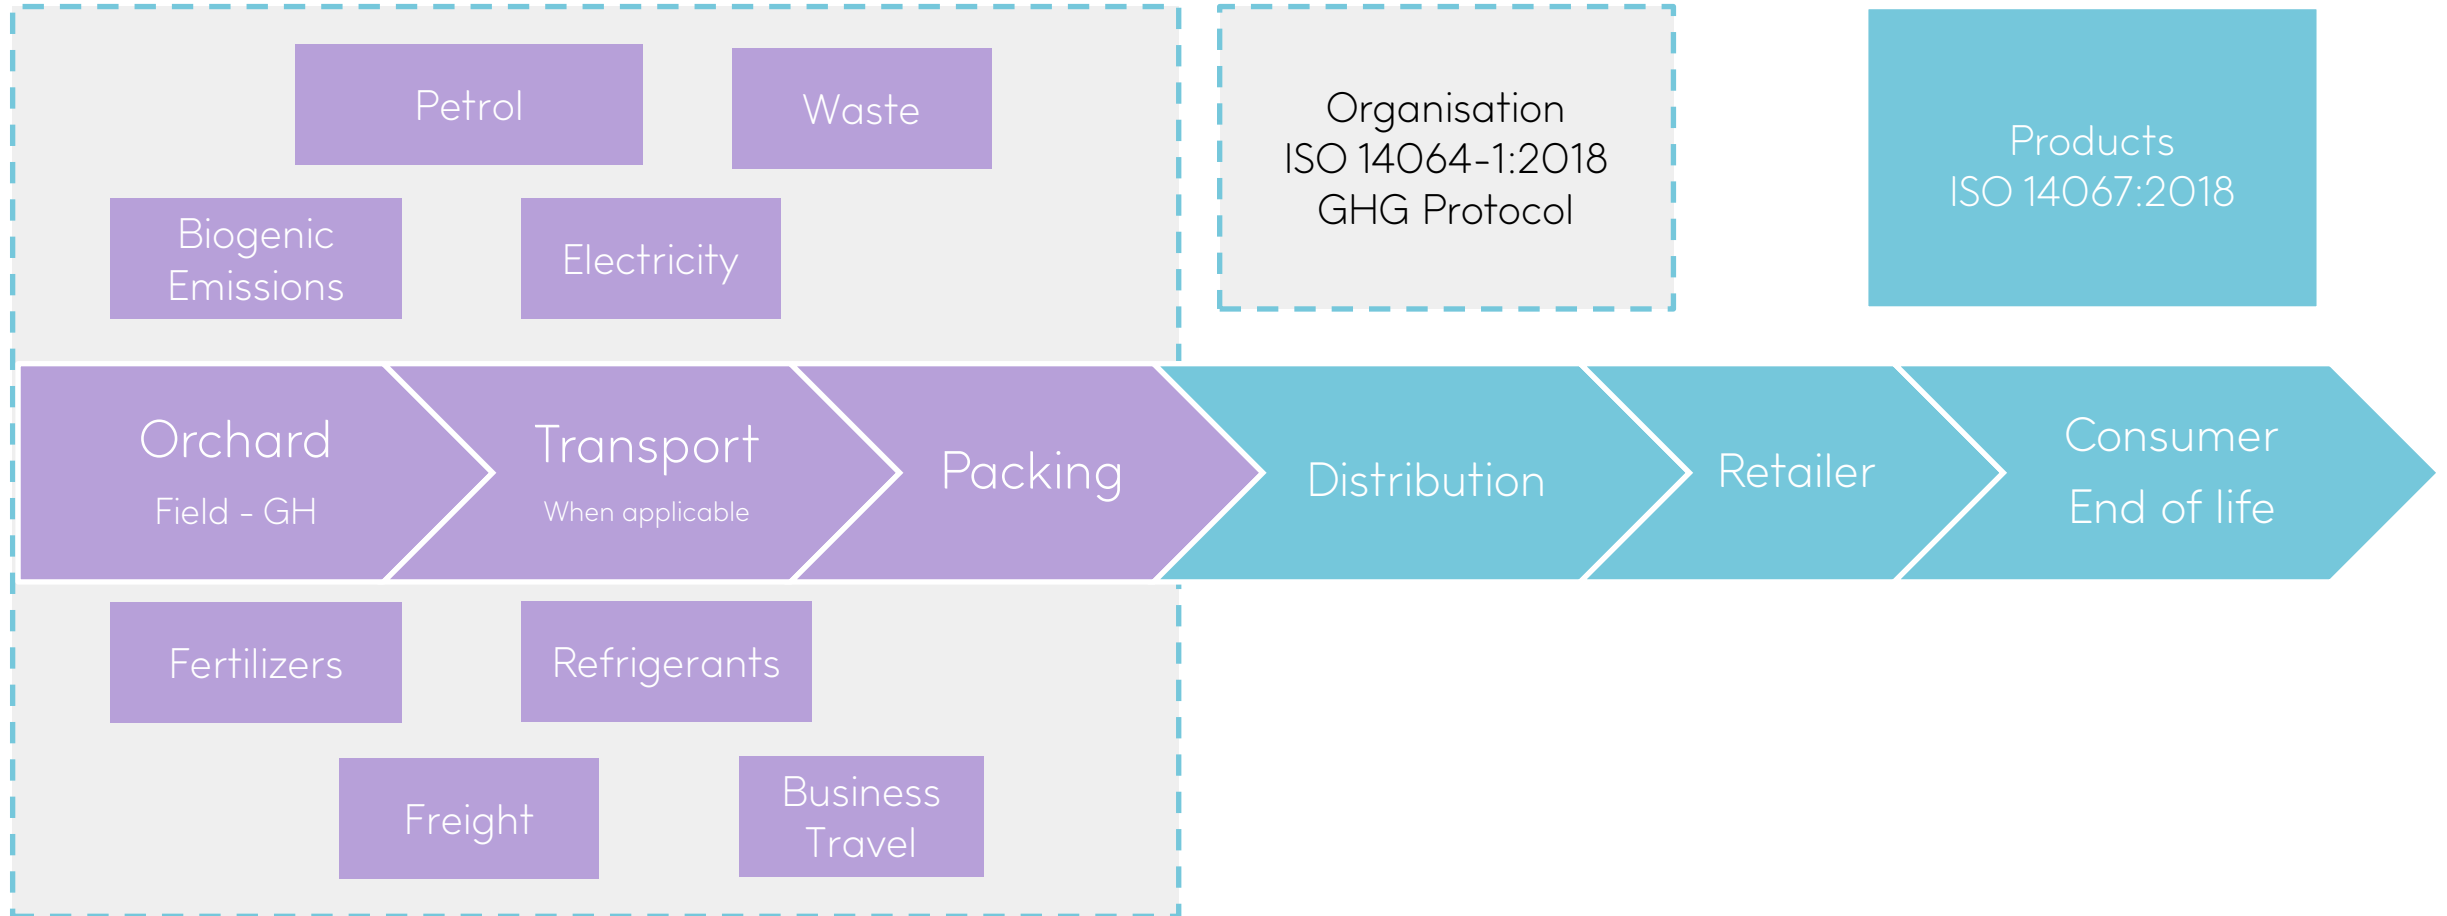 Petrol
Waste
Biogenic
Emissions
Electricity
Organisation
ISO 14064-1:2018
GHG Protocol
Products
ISO 14067:2018
Orchard
Field - GH
Transport
When applicable
Packing
Distribution
Retailer
Consumer
End of life
Fertilizers
Refrigerants
Freight
Business
Travel